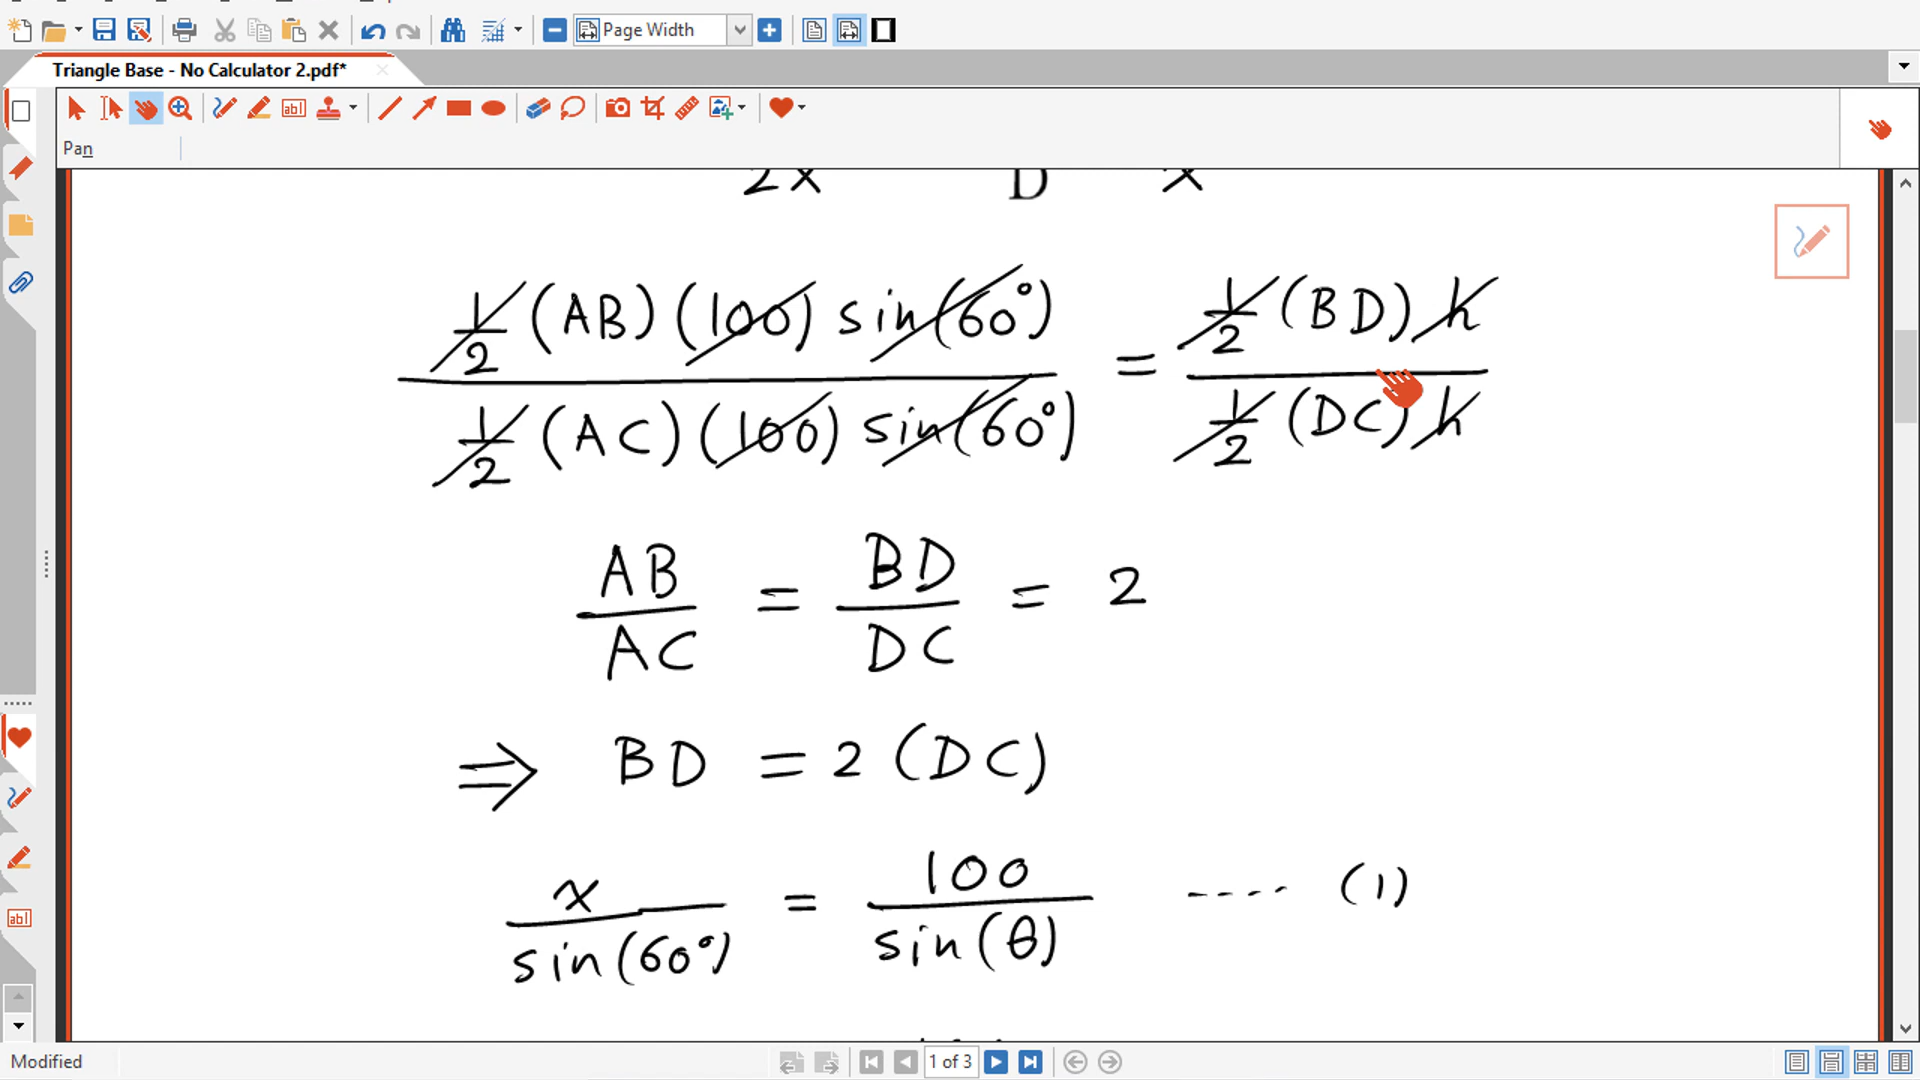 Page Width
Triangle Base - No Calculator 2.pdf*
Pan
2x D x
1/2 (AB)(100) sin(60°) / 1/2 (AC)(100) sin(60°) = 1/2 (BD) h / 1/2 (DC) h
AB/AC = BD/DC = 2
⇒ BD = 2 (DC)
x/sin(60°) = 100/sin(θ) ---- (1)
Modified
1 of 3